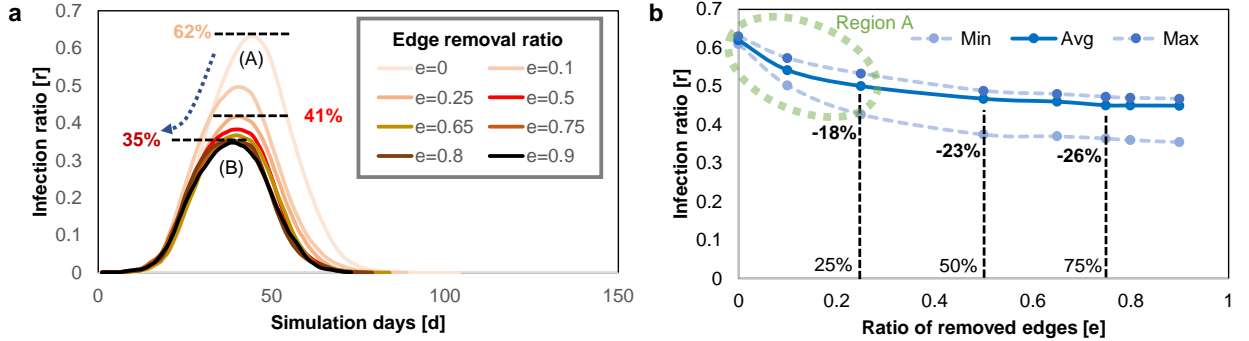 a
Infection ratio [r]
0.7
0.6
0.5
0.4
0.3
0.2
0.1
0
62%
(A)
41%
35%
(B)
Edge removal ratio
e=0 e=0.1
e=0.25 e=0.5
e=0.65 e=0.75
e=0.8 e=0.9
0 50 100 150
Simulation days [d]
b
Infection ratio [r]
0.7
0.6
0.5
0.4
0.3
0.2
0.1
0
Region A
Min Avg Max
-18%
-23%
-26%
25% 50% 75%
0 0.2 0.4 0.6 0.8 1
Ratio of removed edges [e]